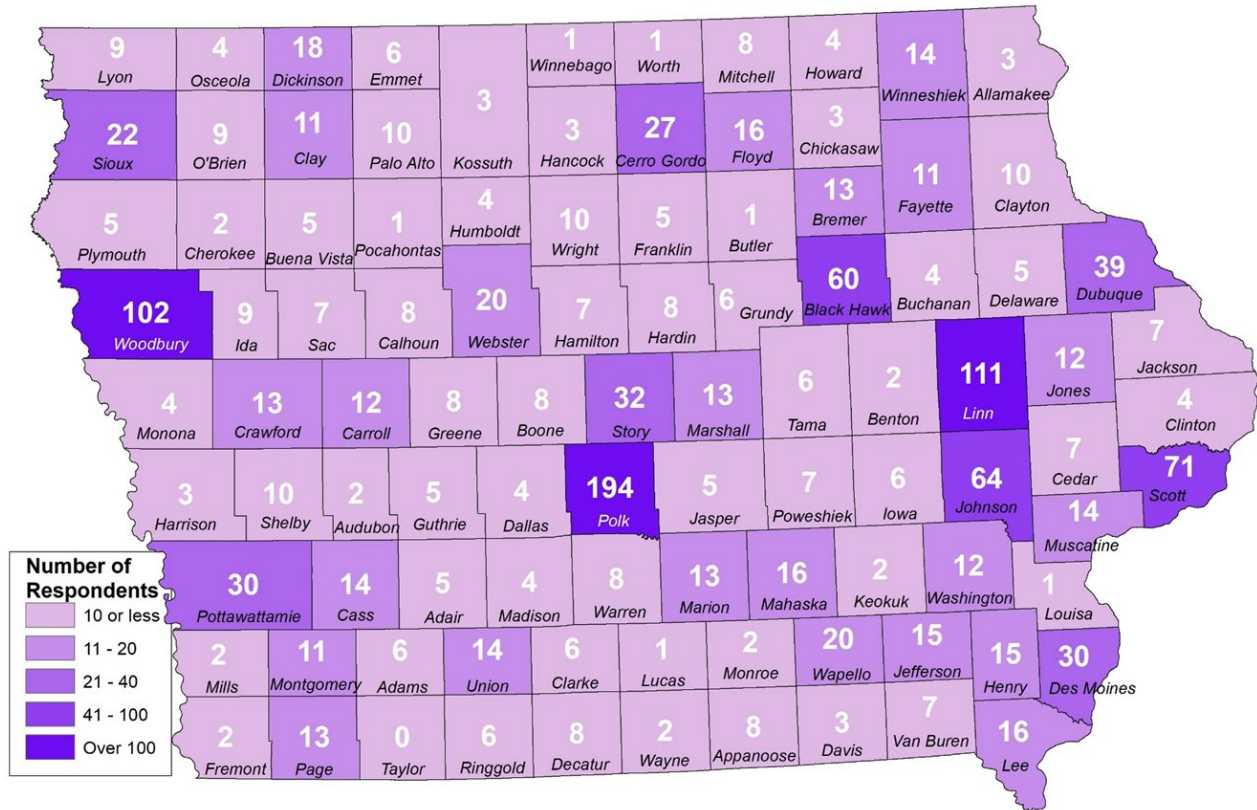 9
Lyon
4
Osceola
18
Dickinson
6
Emmet
3
Kossuth
1
Winnebago
1
Worth
8
Mitchell
4
Howard
14
Winneshiek
3
Allamakee
22
Sioux
9
O'Brien
11
Clay
10
Palo Alto
3
Hancock
27
Cerro Gordo
16
Floyd
3
Chickasaw
5
Plymouth
2
Cherokee
5
Buena Vista
1
Pocahontas
4
Humboldt
10
Wright
5
Franklin
1
Butler
13
Bremer
11
Fayette
10
Clayton
102
Woodbury
9
Ida
7
Sac
8
Calhoun
20
Webster
7
Hamilton
8
Hardin
6
Grundy
60
Black Hawk
4
Buchanan
5
Delaware
39
Dubuque
4
Monona
13
Crawford
12
Carroll
8
Greene
8
Boone
32
Story
13
Marshall
6
Tama
2
Benton
111
Linn
12
Jones
7
Jackson
4
Clinton
3
Harrison
10
Shelby
2
Audubon
5
Guthrie
4
Dallas
194
Polk
5
Jasper
7
Poweshiek
6
Iowa
64
Johnson
7
Cedar
71
Scott
14
Muscatine
30
Pottawattamie
14
Cass
5
Adair
4
Madison
8
Warren
13
Marion
16
Mahaska
2
Keokuk
12
Washington
1
Louisa
2
Mills
11
Montgomery
6
Adams
14
Union
6
Clarke
1
Lucas
2
Monroe
20
Wapello
15
Jefferson
15
Henry
30
Des Moines
2
Fremont
13
Page
0
Taylor
6
Ringgold
8
Decatur
2
Wayne
8
Appanoose
3
Davis
7
Van Buren
16
Lee
Number of
Respondents
10 or less
11 - 20
21 - 40
41 - 100
Over 100